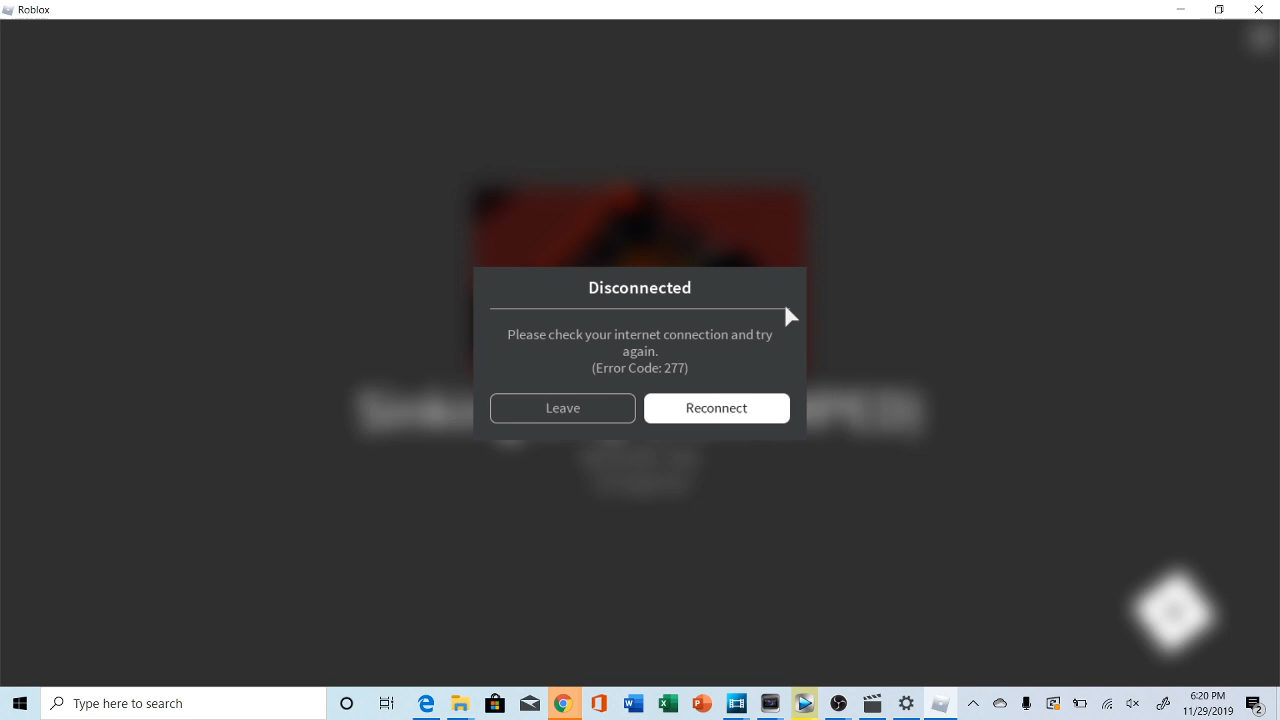 Roblox
Disconnected
Please check your internet connection and try
again.
(Error Code: 277)
Leave
Reconnect
Type here to search
6:20 PM
11/29/2019
2